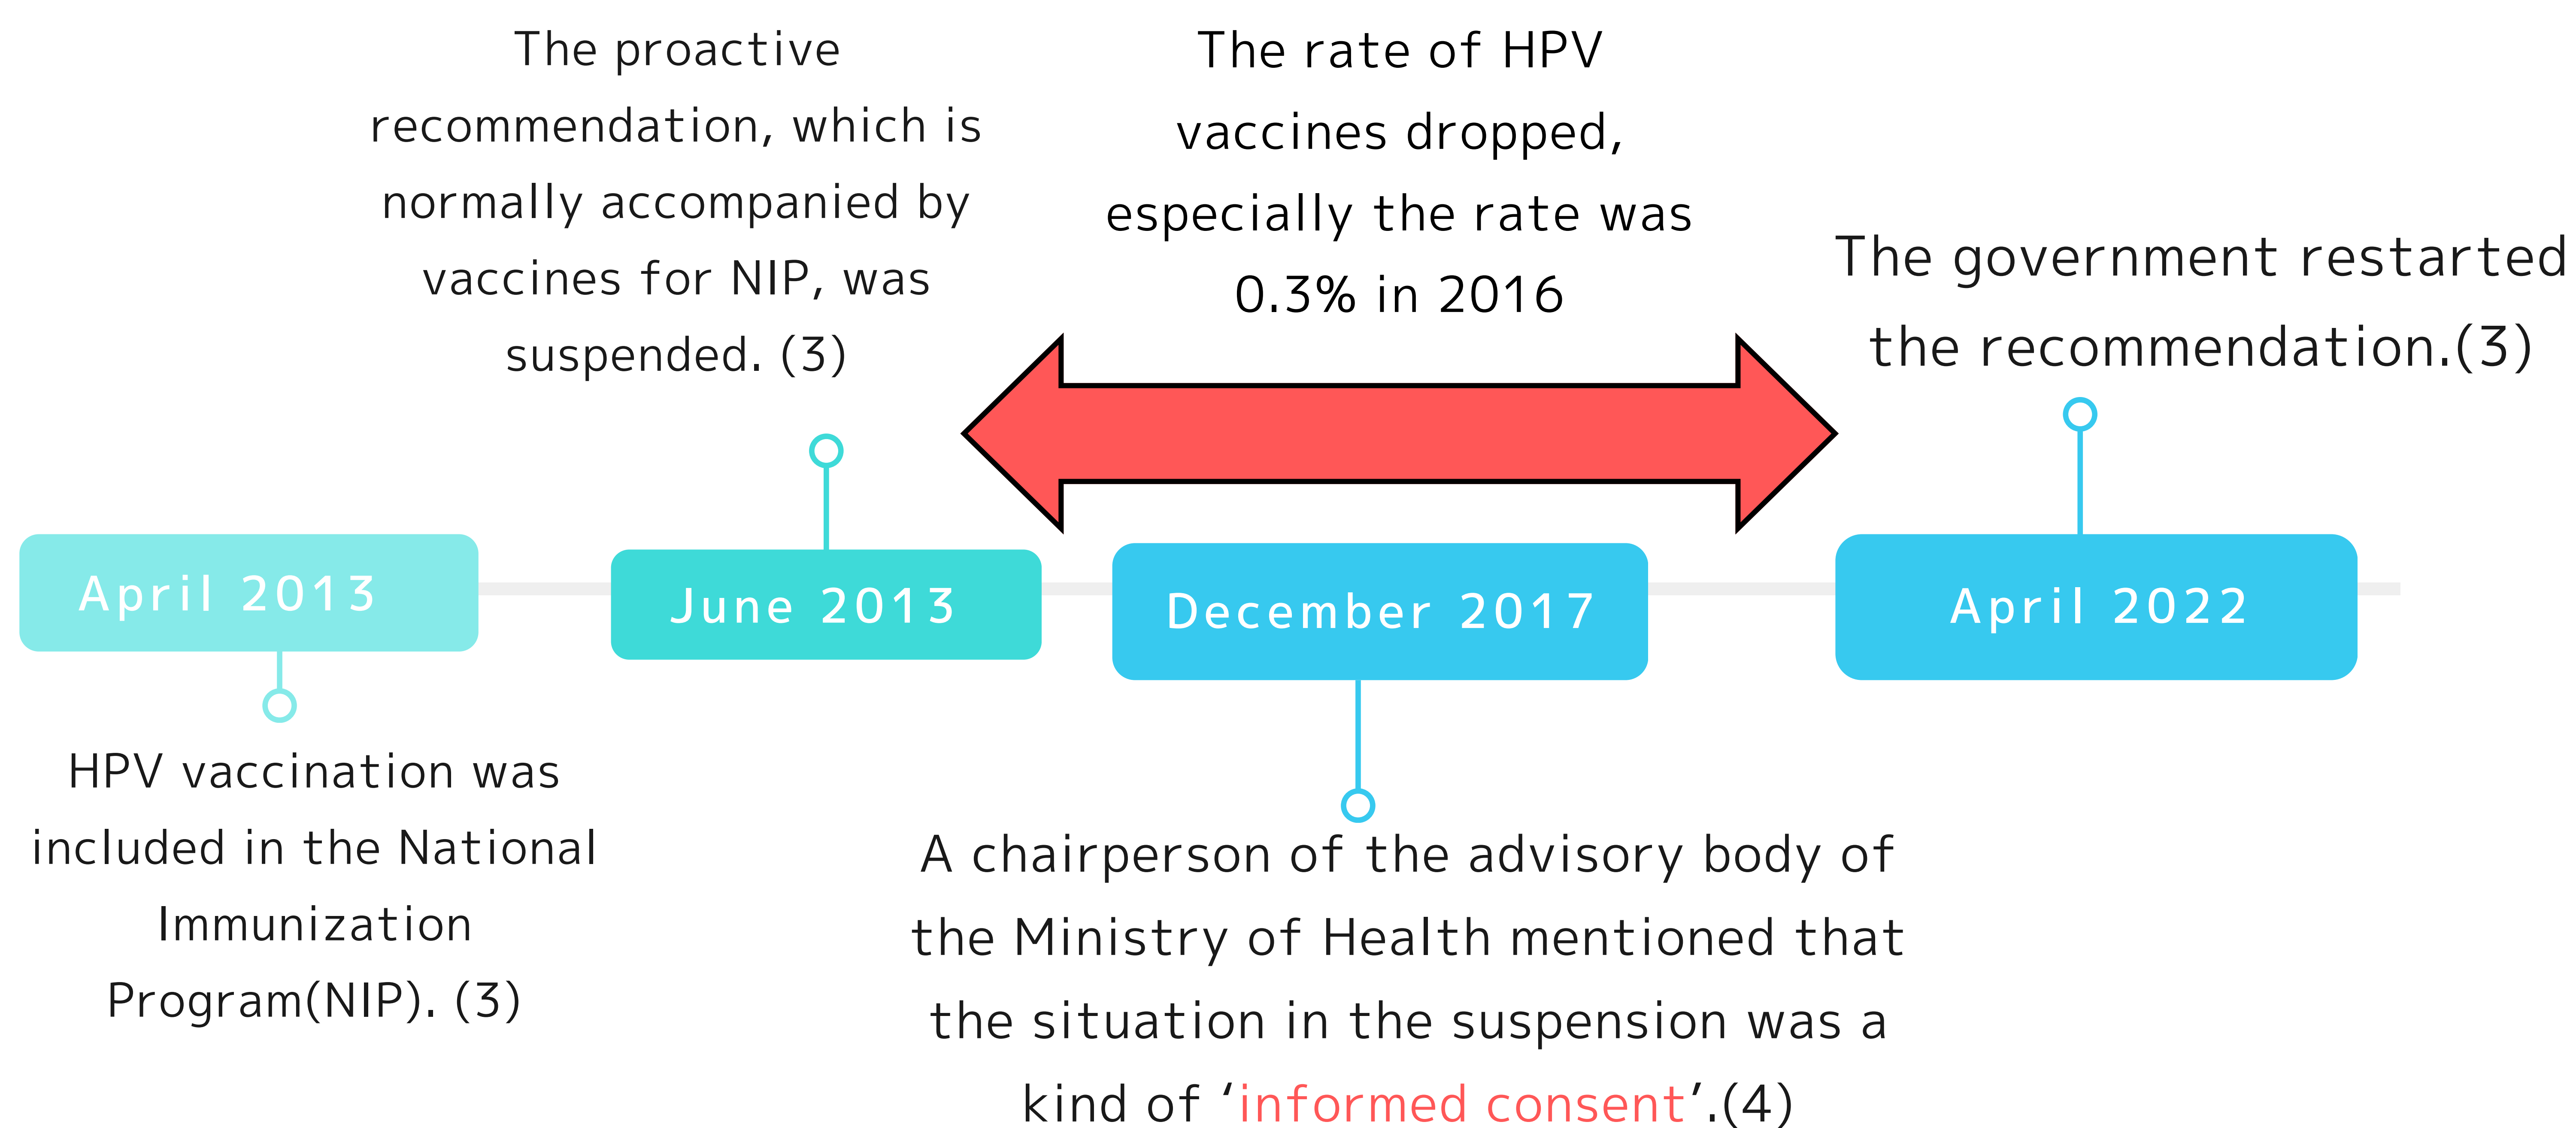 The proactive
recommendation, which is
normally accompanied by
vaccines for NIP, was
suspended. (3)
The rate of HPV
vaccines dropped,
especially the rate was
0.3% in 2016
The government restarted
the recommendation.(3)
April 2013
June 2013
December 2017
April 2022
HPV vaccination was
included in the National
Immunization
Program(NIP). (3)
A chairperson of the advisory body of
the Ministry of Health mentioned that
the situation in the suspension was a
kind of ‘informed consent’.(4)